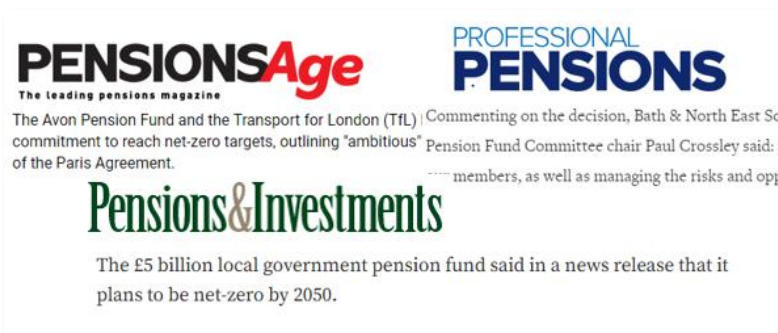 PENSIONSAge
The leading pensions magazine
The Avon Pension Fund and the Transport for London (TfL)
commitment to reach net-zero targets, outlining "ambitious"
of the Paris Agreement.
PROFESSIONAL
PENSIONS
Commenting on the decision, Bath & North East
Pension Fund Committee chair Paul Crossley said:
members, as well as managing the risks and
Pensions&Investments
The £5 billion local government pension fund said in a news release that it
plans to be net-zero by 2050.